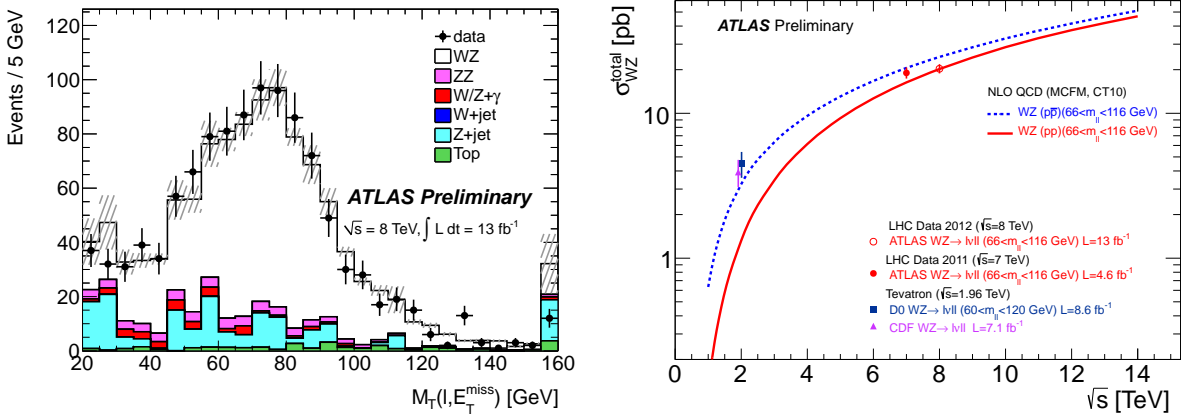 Events / 5 GeV
120
100
80
60
40
20
0
20 40 60 80 100 120 140 160
M_T(l,E_T^miss) [GeV]
data
WZ
ZZ
W/Z+γ
W+jet
Z+jet
Top
ATLAS Preliminary
√s = 8 TeV, ∫ L dt = 13 fb⁻¹
σ_WZ^total [pb]
10
1
0 2 4 6 8 10 12 14
√s [TeV]
ATLAS Preliminary
NLO QCD (MCFM, CT10)
WZ (pp̅)(66<m_ll<116 GeV)
WZ (pp)(66<m_ll<116 GeV)
LHC Data 2012 (√s=8 TeV)
ATLAS WZ→ lνll (66<m_ll<116 GeV) L=13 fb⁻¹
LHC Data 2011 (√s=7 TeV)
ATLAS WZ→ lνll (66<m_ll<116 GeV) L=4.6 fb⁻¹
Tevatron (√s=1.96 TeV)
D0 WZ→ lνll (60<m_ll<120 GeV) L=8.6 fb⁻¹
CDF WZ→ lνll L=7.1 fb⁻¹